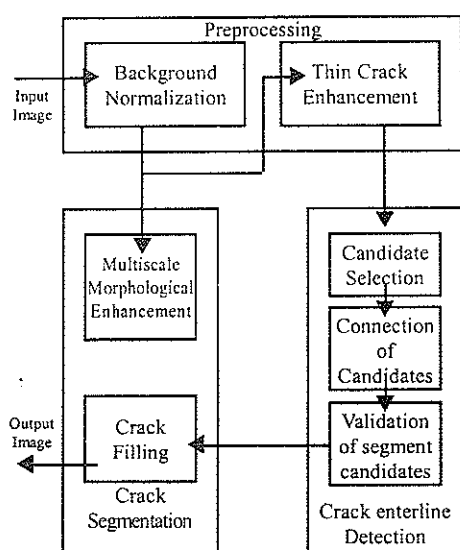 Preprocessing
Input
Image
Background
Normalization
Thin Crack
Enhancement
Multiscale
Morphological
Enhancement
Candidate
Selection
Connection
of
Candidates
Validation
of segment
candidates
Crack enterline
Detection
Output
Image
Crack
Filling
Crack
Segmentation